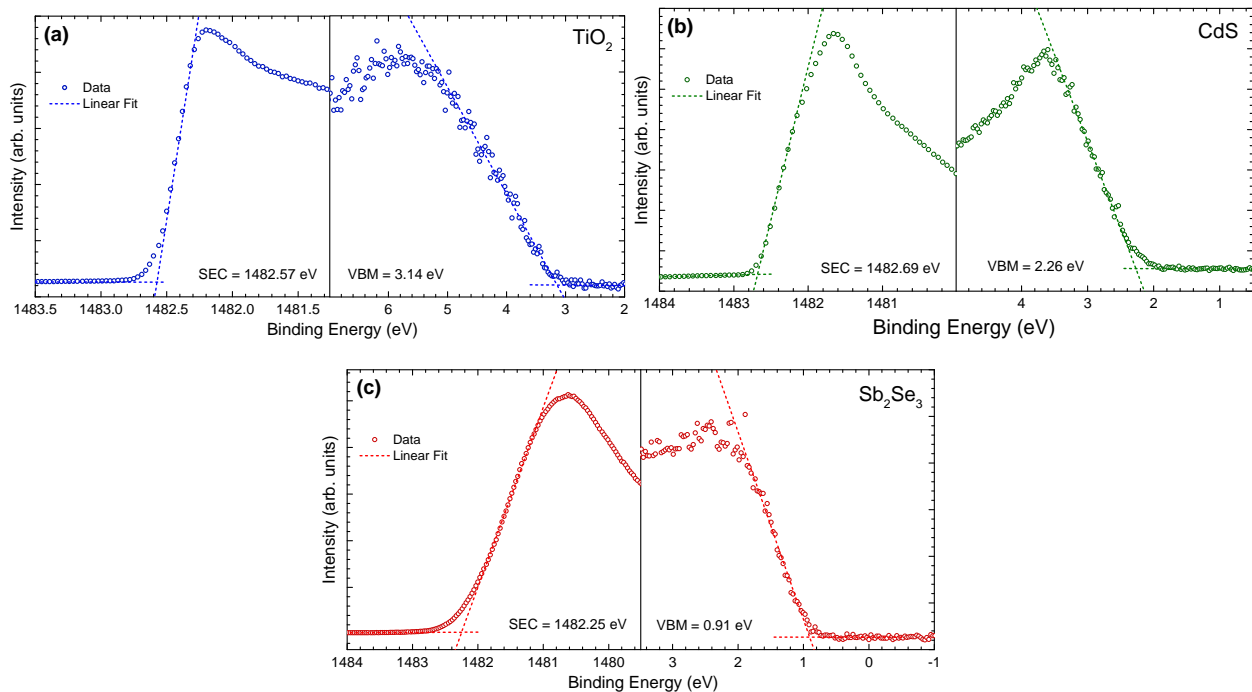 (a)
TiO₂
Data
Linear Fit
Intensity (arb. units)
SEC = 1482.57 eV
VBM = 3.14 eV
1483.5 1483.0 1482.5 1482.0 1481.5 6 5 4 3 2
Binding Energy (eV)
(b)
CdS
Data
Linear Fit
Intensity (arb. units)
SEC = 1482.69 eV
VBM = 2.26 eV
1484 1483 1482 1481 4 3 2 1
Binding Energy (eV)
(c)
Sb₂Se₃
Data
Linear Fit
Intensity (arb. units)
SEC = 1482.25 eV
VBM = 0.91 eV
1484 1483 1482 1481 1480 3 2 1 0 -1
Binding Energy (eV)